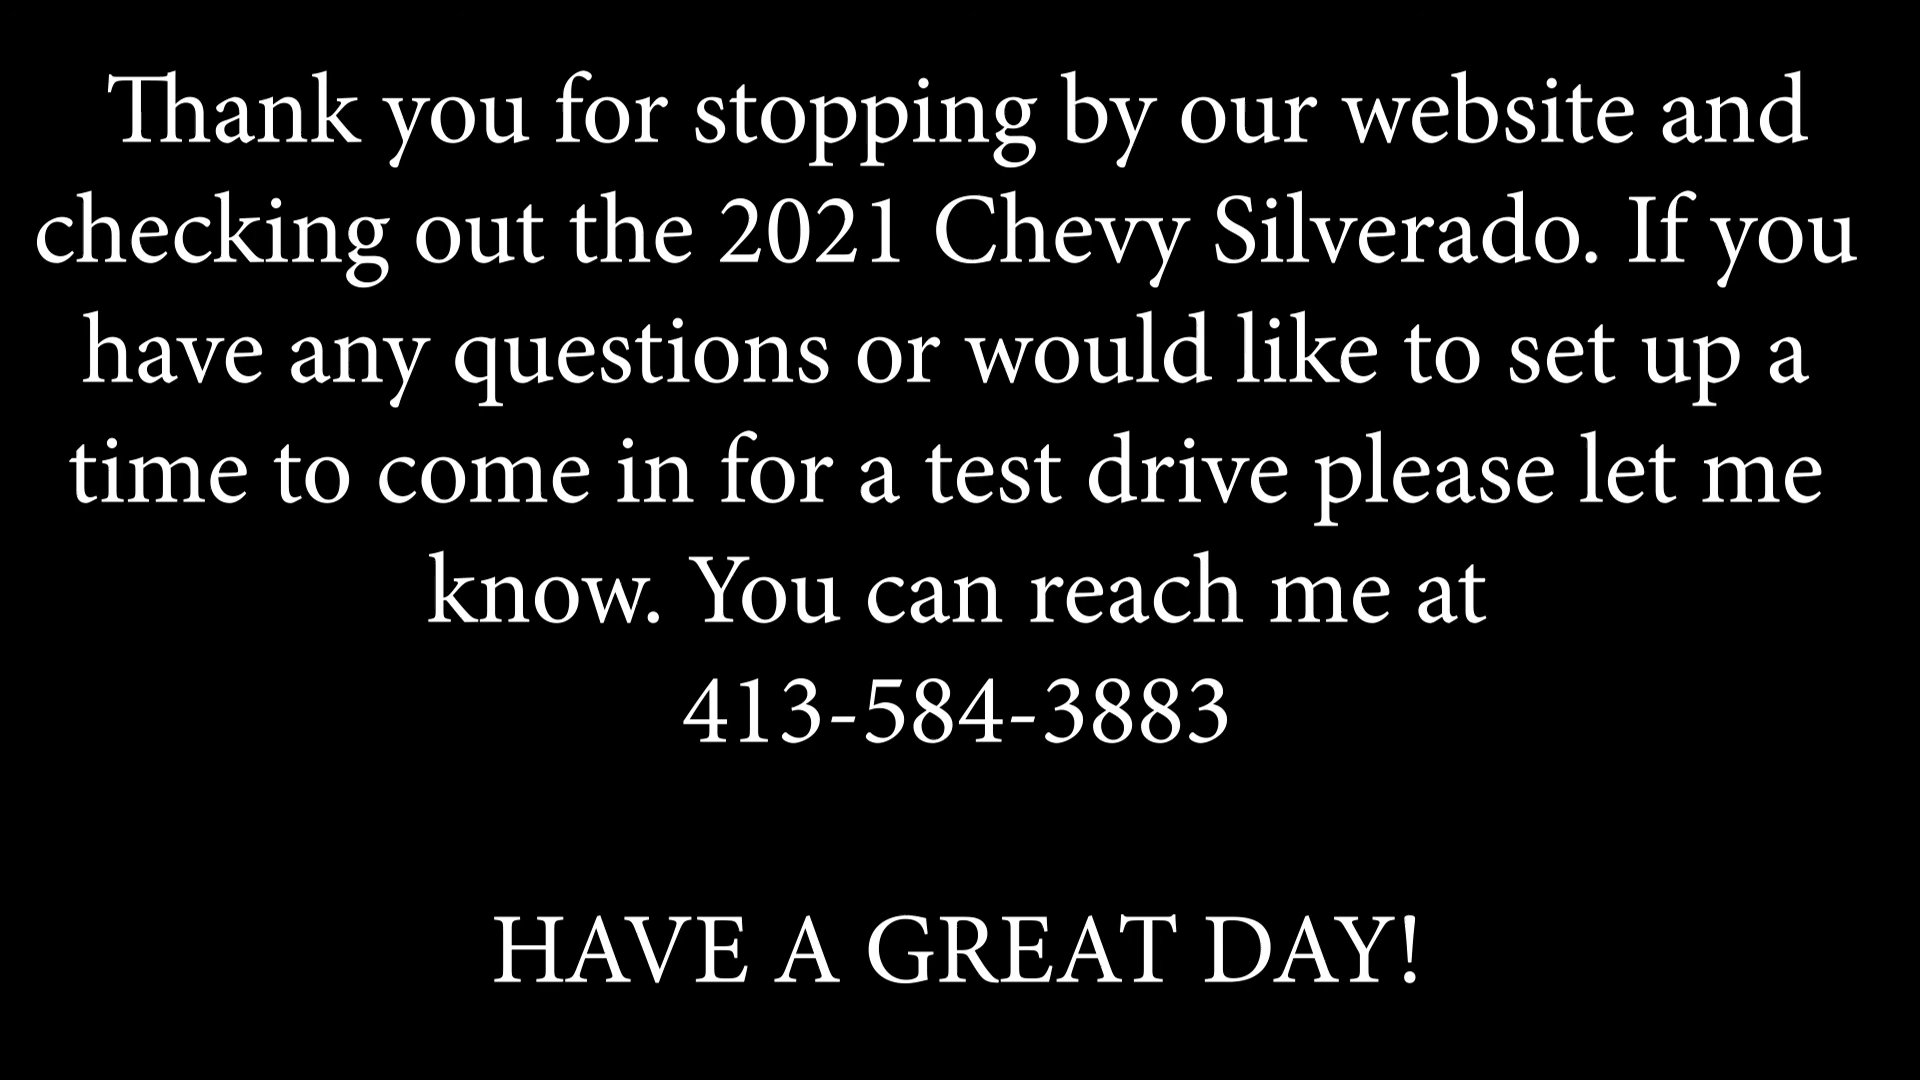 Thank you for stopping by our website and
checking out the 2021 Chevy Silverado. If you
have any questions or would like to set up a
time to come in for a test drive please let me
know. You can reach me at
413-584-3883
HAVE A GREAT DAY!